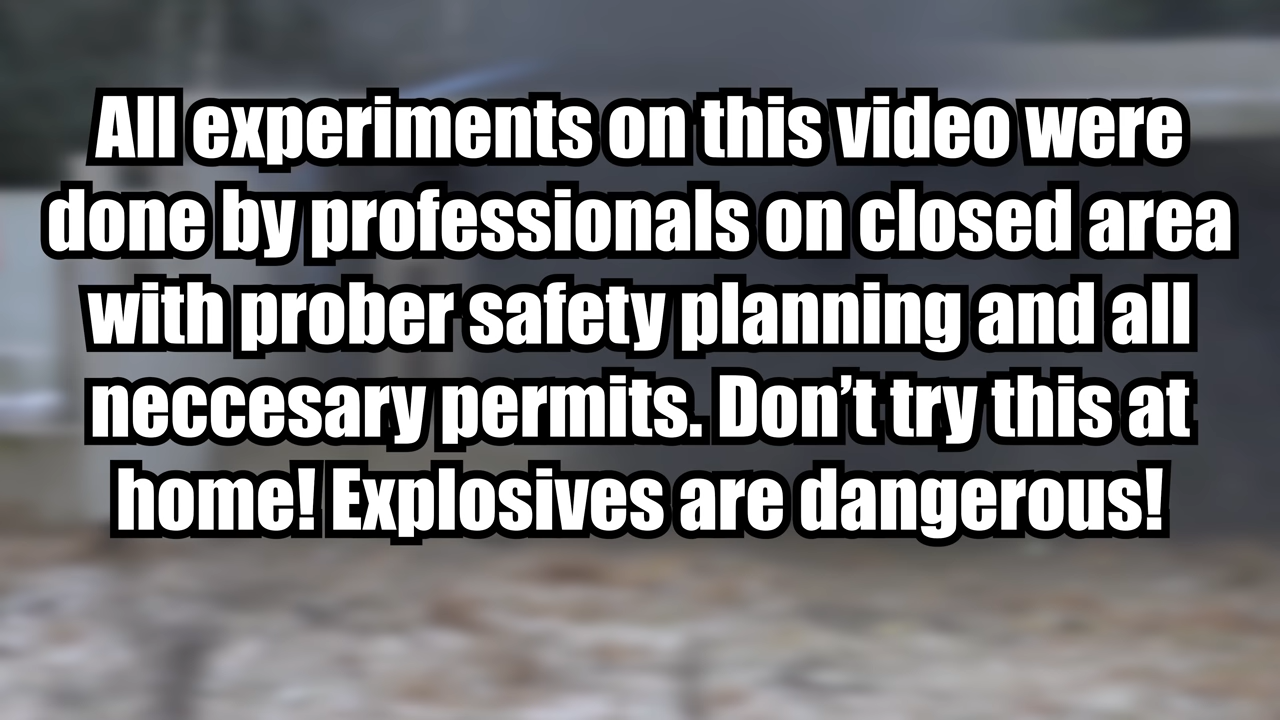 All experiments on this video were
done by professionals on closed area
with prober safety planning and all
neccesary permits. Don’t try this at
home! Explosives are dangerous!